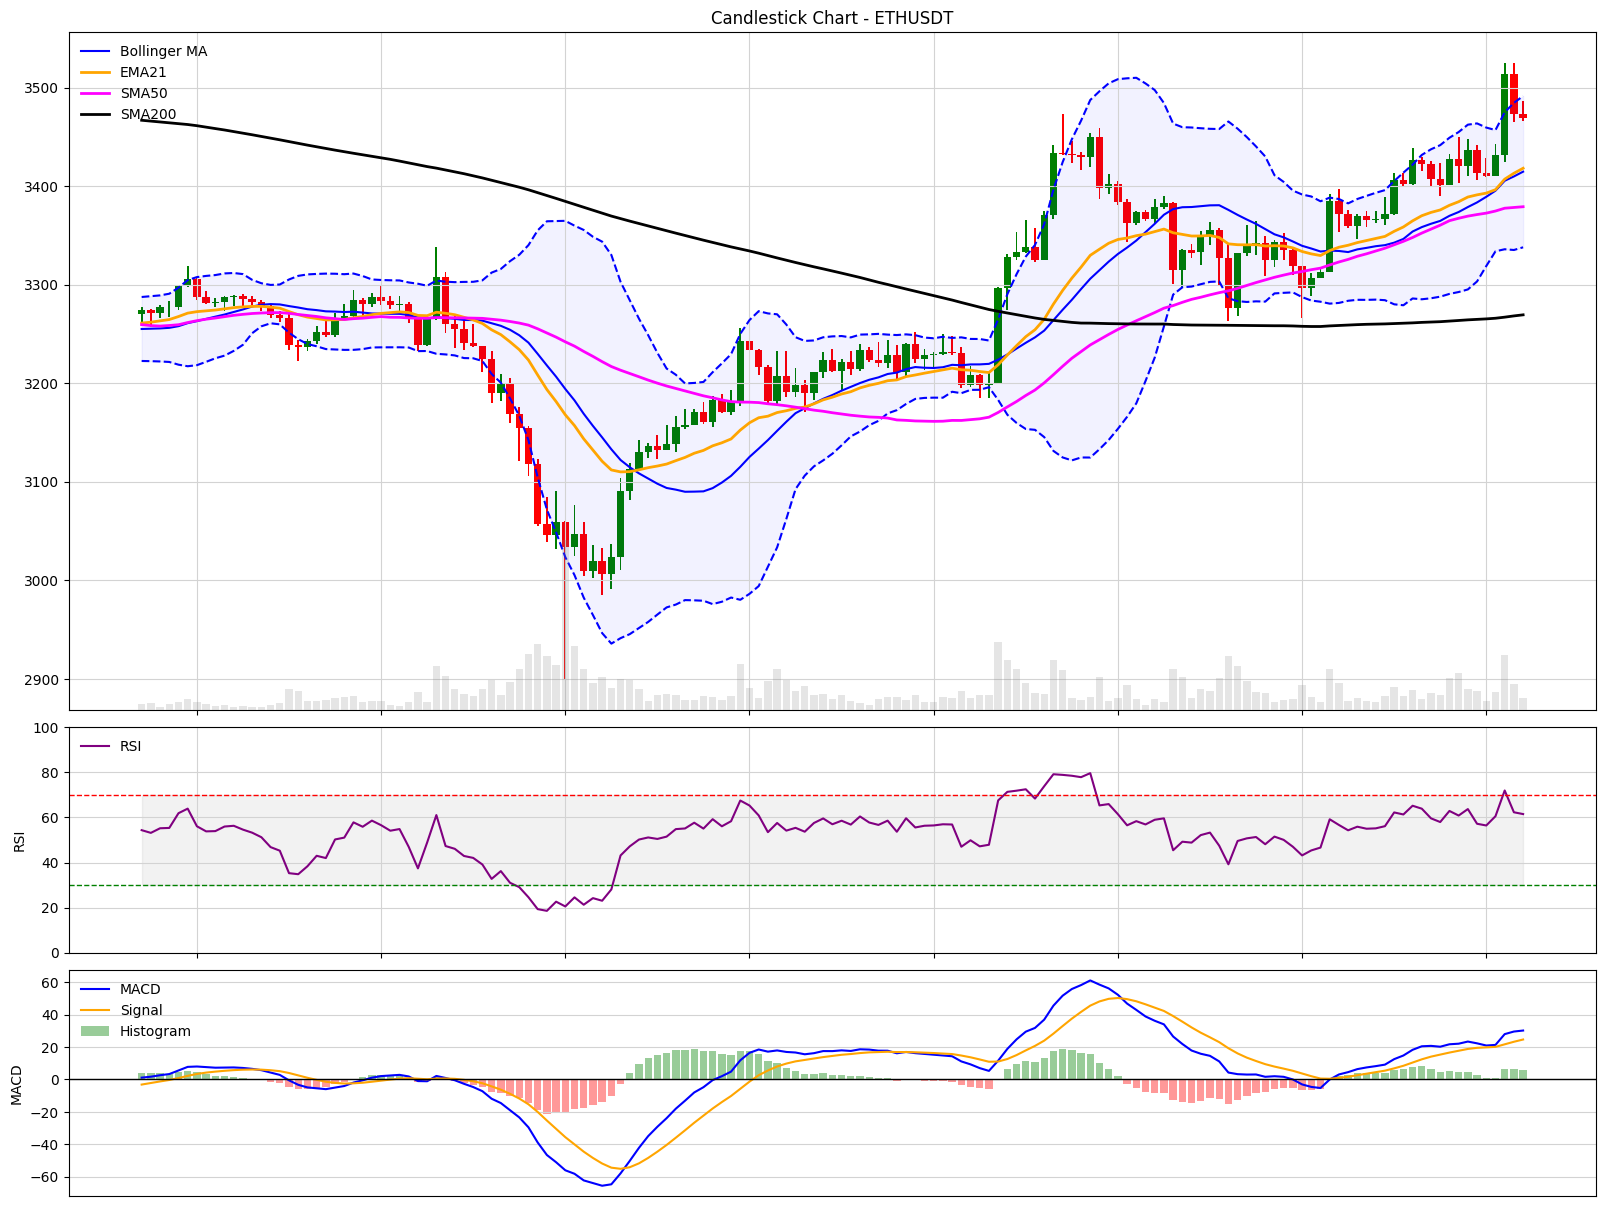 Candlestick Chart - ETHUSDT
Bollinger MA
EMA21
SMA50
SMA200
3500
3400
3300
3200
3100
3000
2900
RSI
100
80
60
40
20
0
RSI
MACD
Signal
Histogram
60
40
20
0
−20
−40
−60
MACD